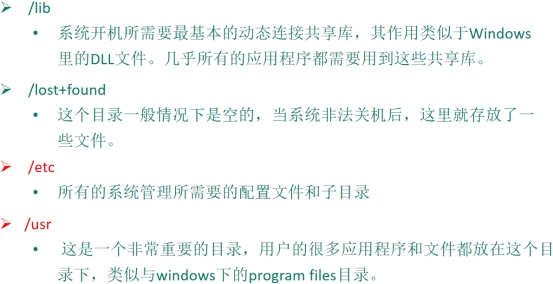 ➢ /lib
• 系统开机所需要最基本的动态连接共享库，其作用类似于Windows
里的DLL文件。几乎所有的应用程序都需要用到这些共享库。
➢ /lost+found
• 这个目录一般情况下是空的，当系统非法关机后，这里就存放了一
些文件。
➢ /etc
• 所有的系统管理所需要的配置文件和子目录
➢ /usr
• 这是一个非常重要的目录，用户的很多应用程序和文件都放在这个目
录下，类似与windows下的program files目录。